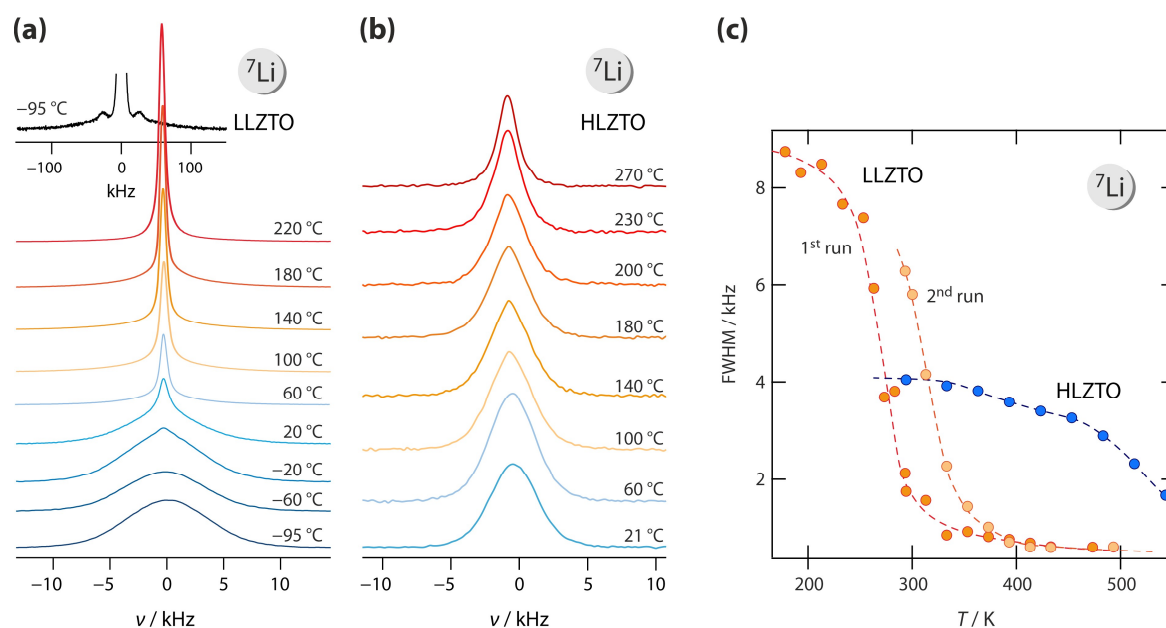 (a)
⁷Li
−95 °C
LLZTO
−100 0 100
kHz
220 °C
180 °C
140 °C
100 °C
60 °C
20 °C
−20 °C
−60 °C
−95 °C
−10 −5 0 5 10
ν / kHz
(b)
⁷Li
HLZTO
270 °C
230 °C
200 °C
180 °C
140 °C
100 °C
60 °C
21 °C
−10 −5 0 5 10
ν / kHz
(c)
LLZTO
⁷Li
1st run
2nd run
HLZTO
8
6
4
2
FWHM / kHz
200 300 400 500
T / K